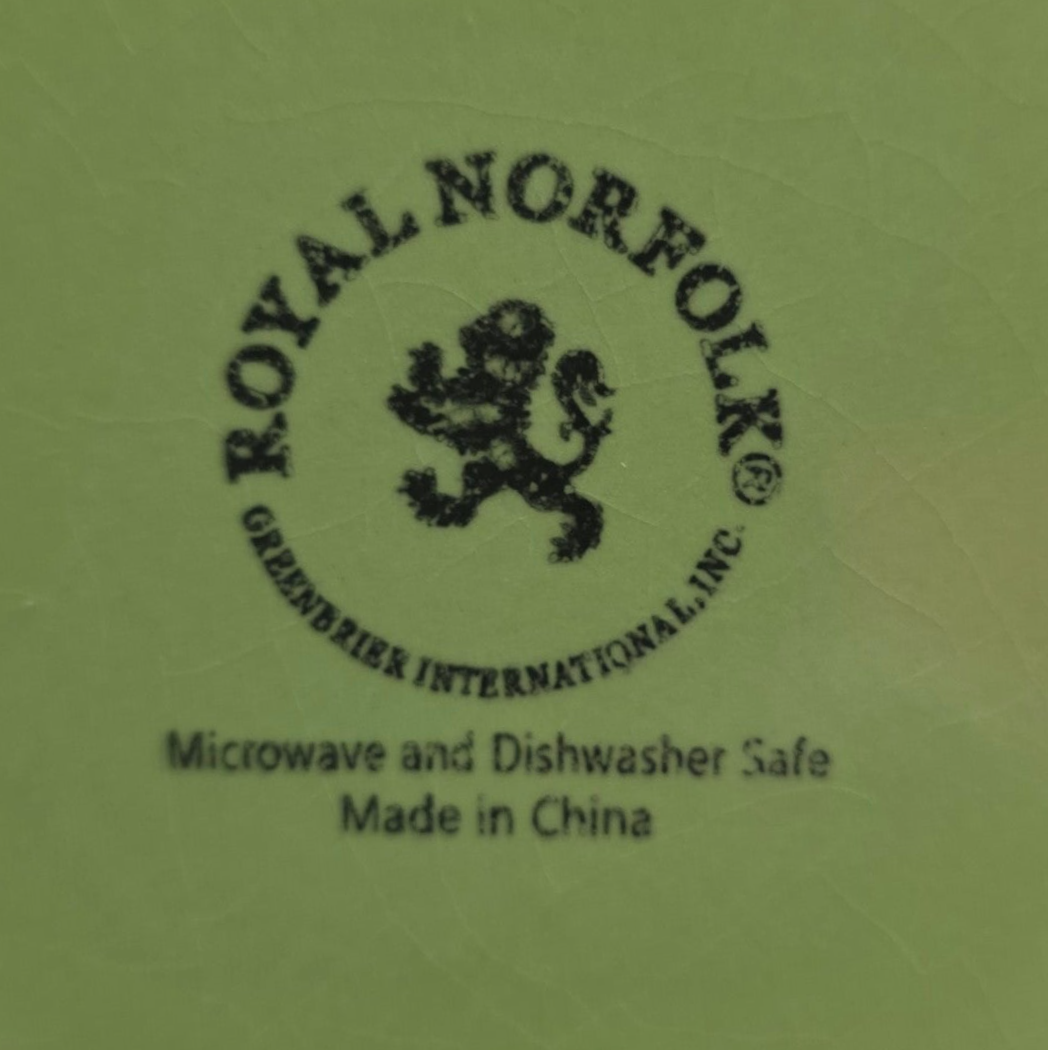 ROYAL NORFOLK®
GREENBRIER INTERNATIONAL, INC.
Microwave and Dishwasher Safe
Made in China